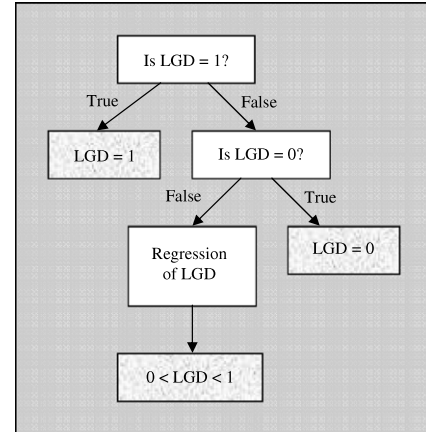 Is LGD = 1?
True
False
LGD = 1
Is LGD = 0?
False
True
Regression
of LGD
LGD = 0
0 < LGD < 1